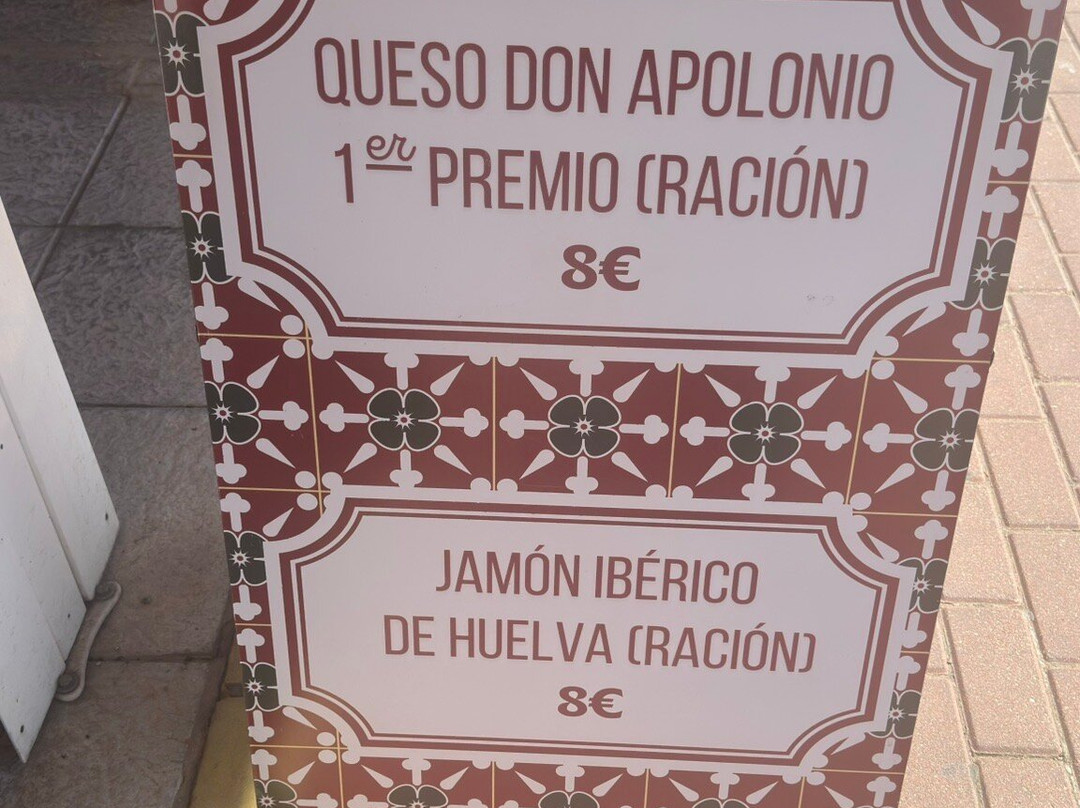 QUESO DON APOLONIO
1er PREMIO (RACIÓN)
8€
JAMÓN IBÉRICO
DE HUELVA (RACIÓN)
8€